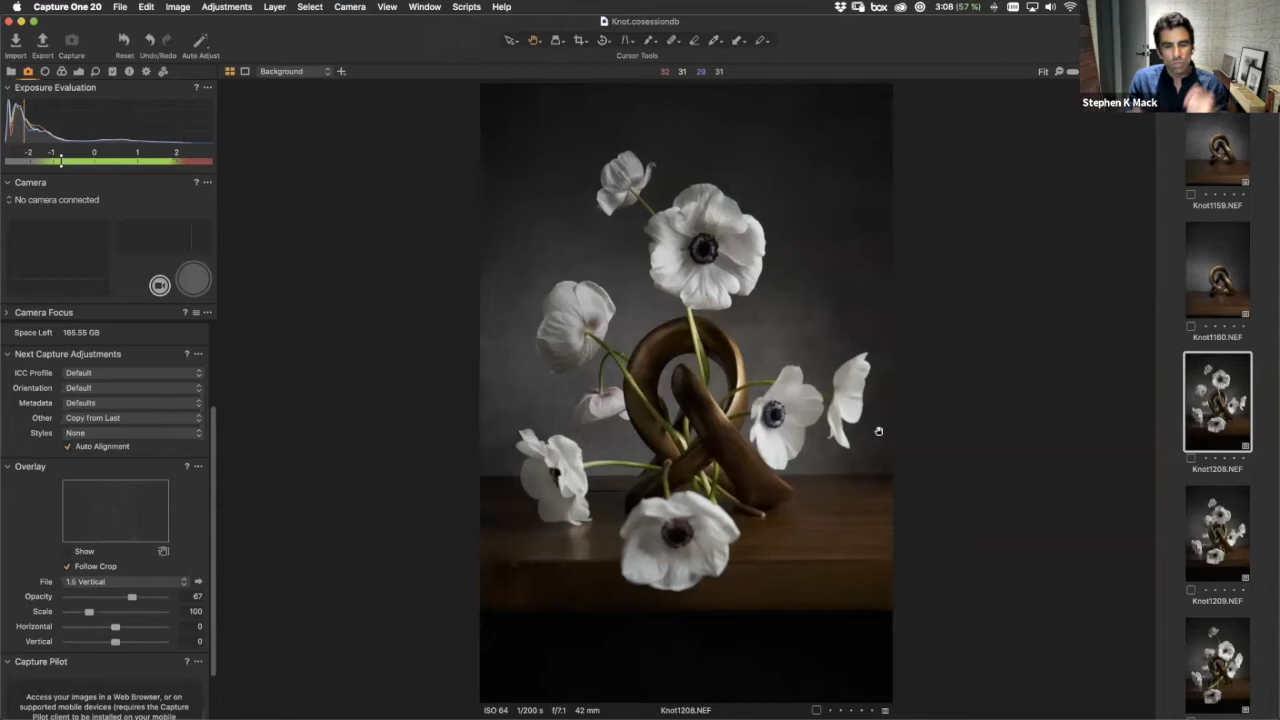 Capture One 20 File Edit Image Adjustments Layer Select Camera View Window Scripts Help box 3:08 (57 %)
Knot.cosessiondb
Import Export Capture Reset Undo/Redo Auto Adjust Cursor Tools
Background 32 31 29 31 Fit
Exposure Evaluation ?
-2 -1 0 1 2
Camera ?
No camera connected
Camera Focus ?
Space Left 165.55 GB
Next Capture Adjustments ?
ICC Profile Default
Orientation Default
Metadata Defaults
Other Copy from Last
Styles None
Auto Alignment
Overlay ?
Show
Follow Crop
File 1.5 Vertical
Opacity 67
Scale 100
Horizontal 0
Vertical 0
Capture Pilot ?
Access your images in a Web Browser, or on
supported mobile devices (requires the Capture
Pilot client to be installed on your mobile
ISO 64 1/200 s f/7.1 42 mm Knot1208.NEF
Stephen K Mack
Knot1159.NEF
Knot1160.NEF
Knot1208.NEF
Knot1209.NEF